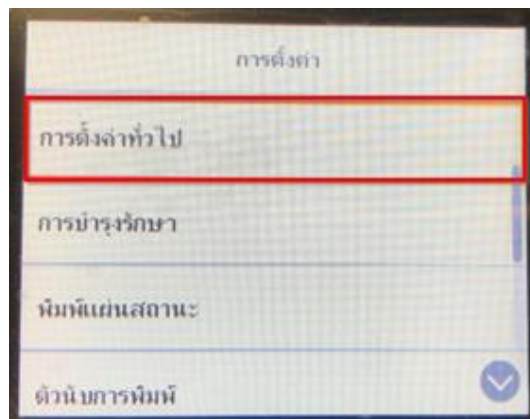 การตั้งค่า
การตั้งค่าทั่วไป
การบำรุงรักษา
พิมพ์แผ่นสถานะ
ตัวนับการพิมพ์